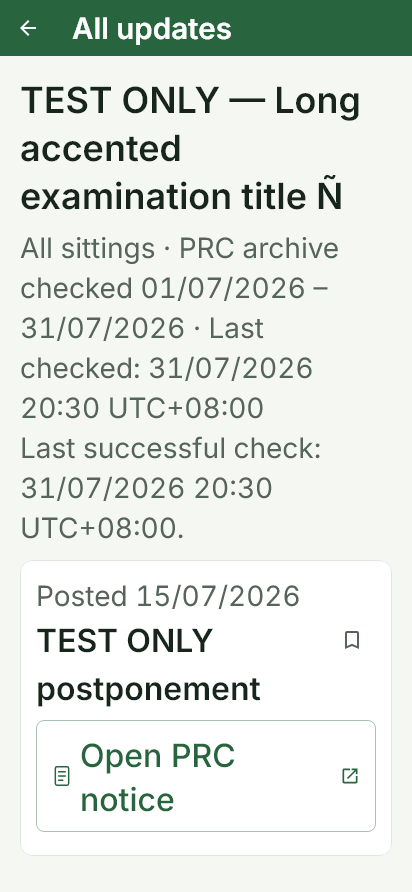 All updates
TEST ONLY — Long
accented
examination title Ñ
All sittings · PRC archive
checked 01/07/2026 –
31/07/2026 · Last
checked: 31/07/2026
20:30 UTC+08:00
Last successful check:
31/07/2026 20:30
UTC+08:00.
Posted 15/07/2026
TEST ONLY
postponement
Open PRC
notice